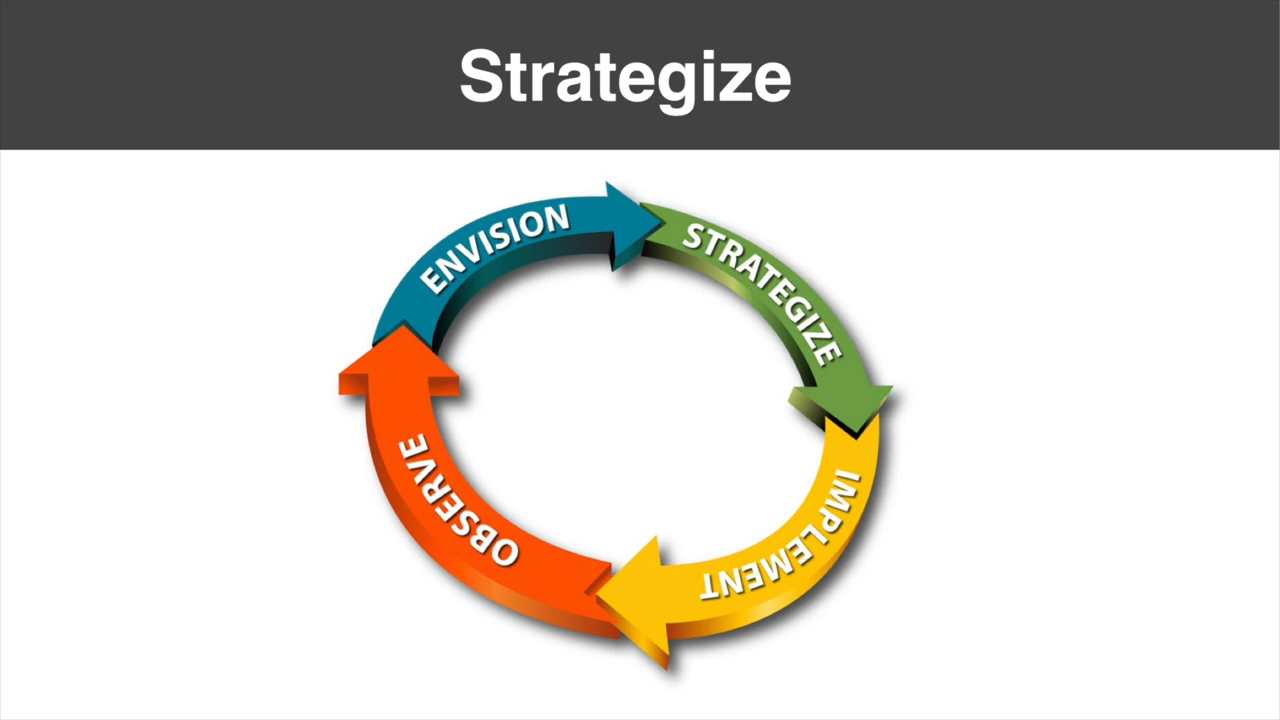 Strategize
ENVISION
STRATEGIZE
IMPLEMENT
OBSERVE